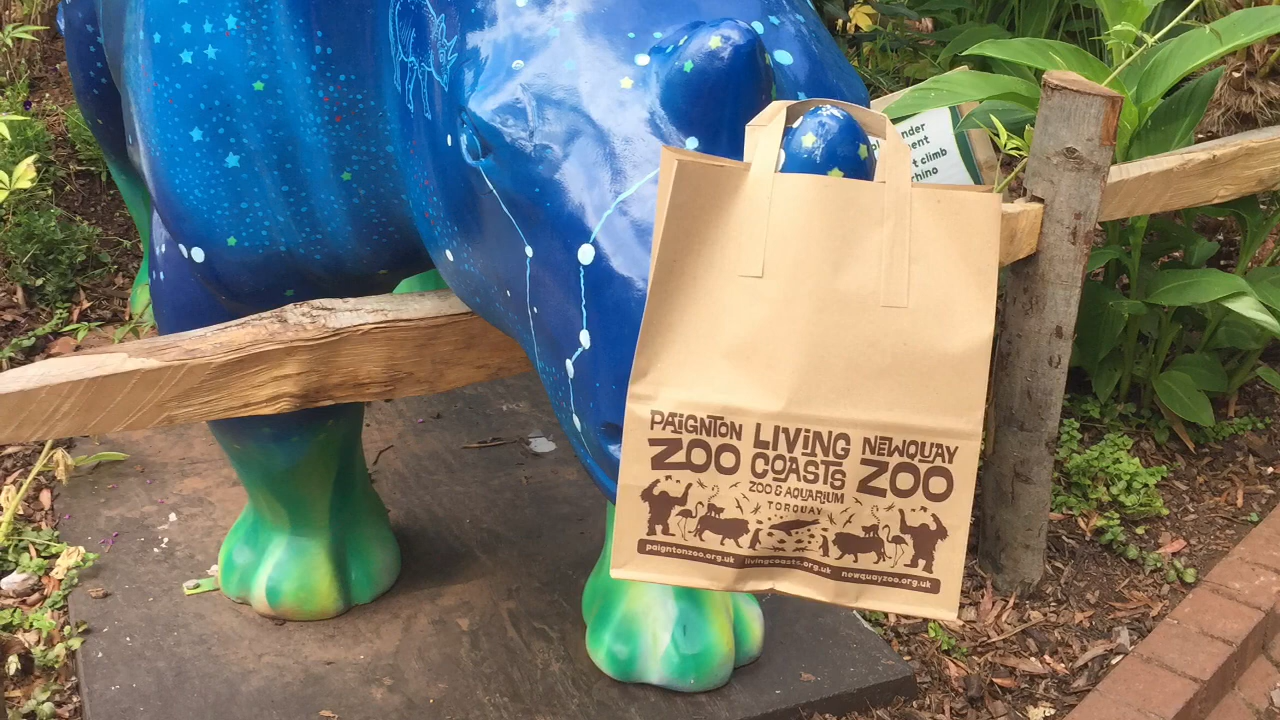 nder
ent
t climb
rhino
PAIGNTON
ZOO
LIVING
COASTS
ZOO & AQUARIUM
TORQUAY
NEWQUAY
ZOO
paigntonzoo.org.uk livingcoasts.org.uk newquayzoo.org.uk